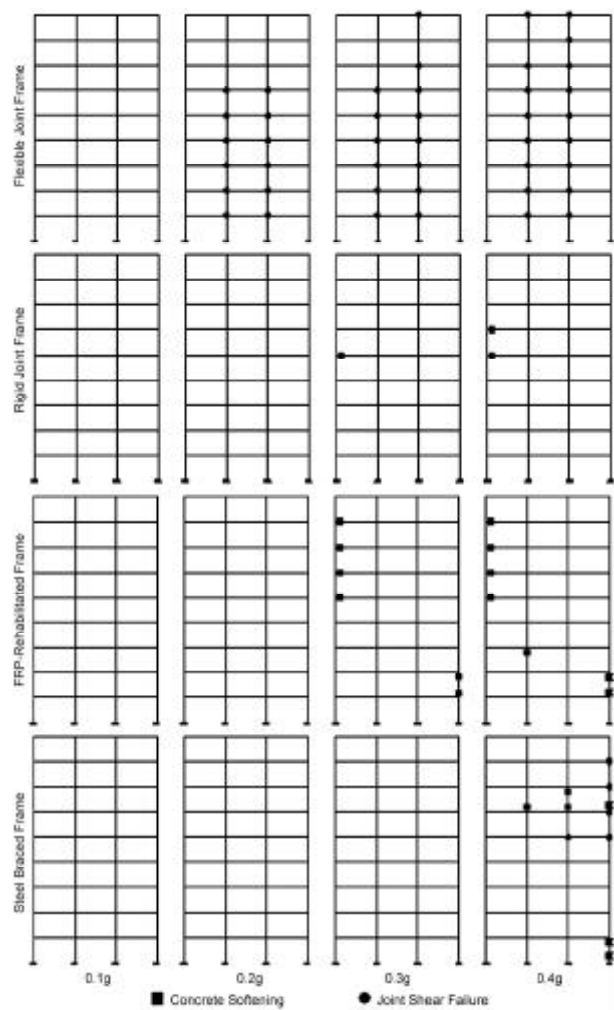 Flexible Joint Frame
Rigid Joint Frame
FRP-Rehabilitated Frame
Steel Braced Frame
0.1g 0.2g 0.3g 0.4g
Concrete Softening Joint Shear Failure